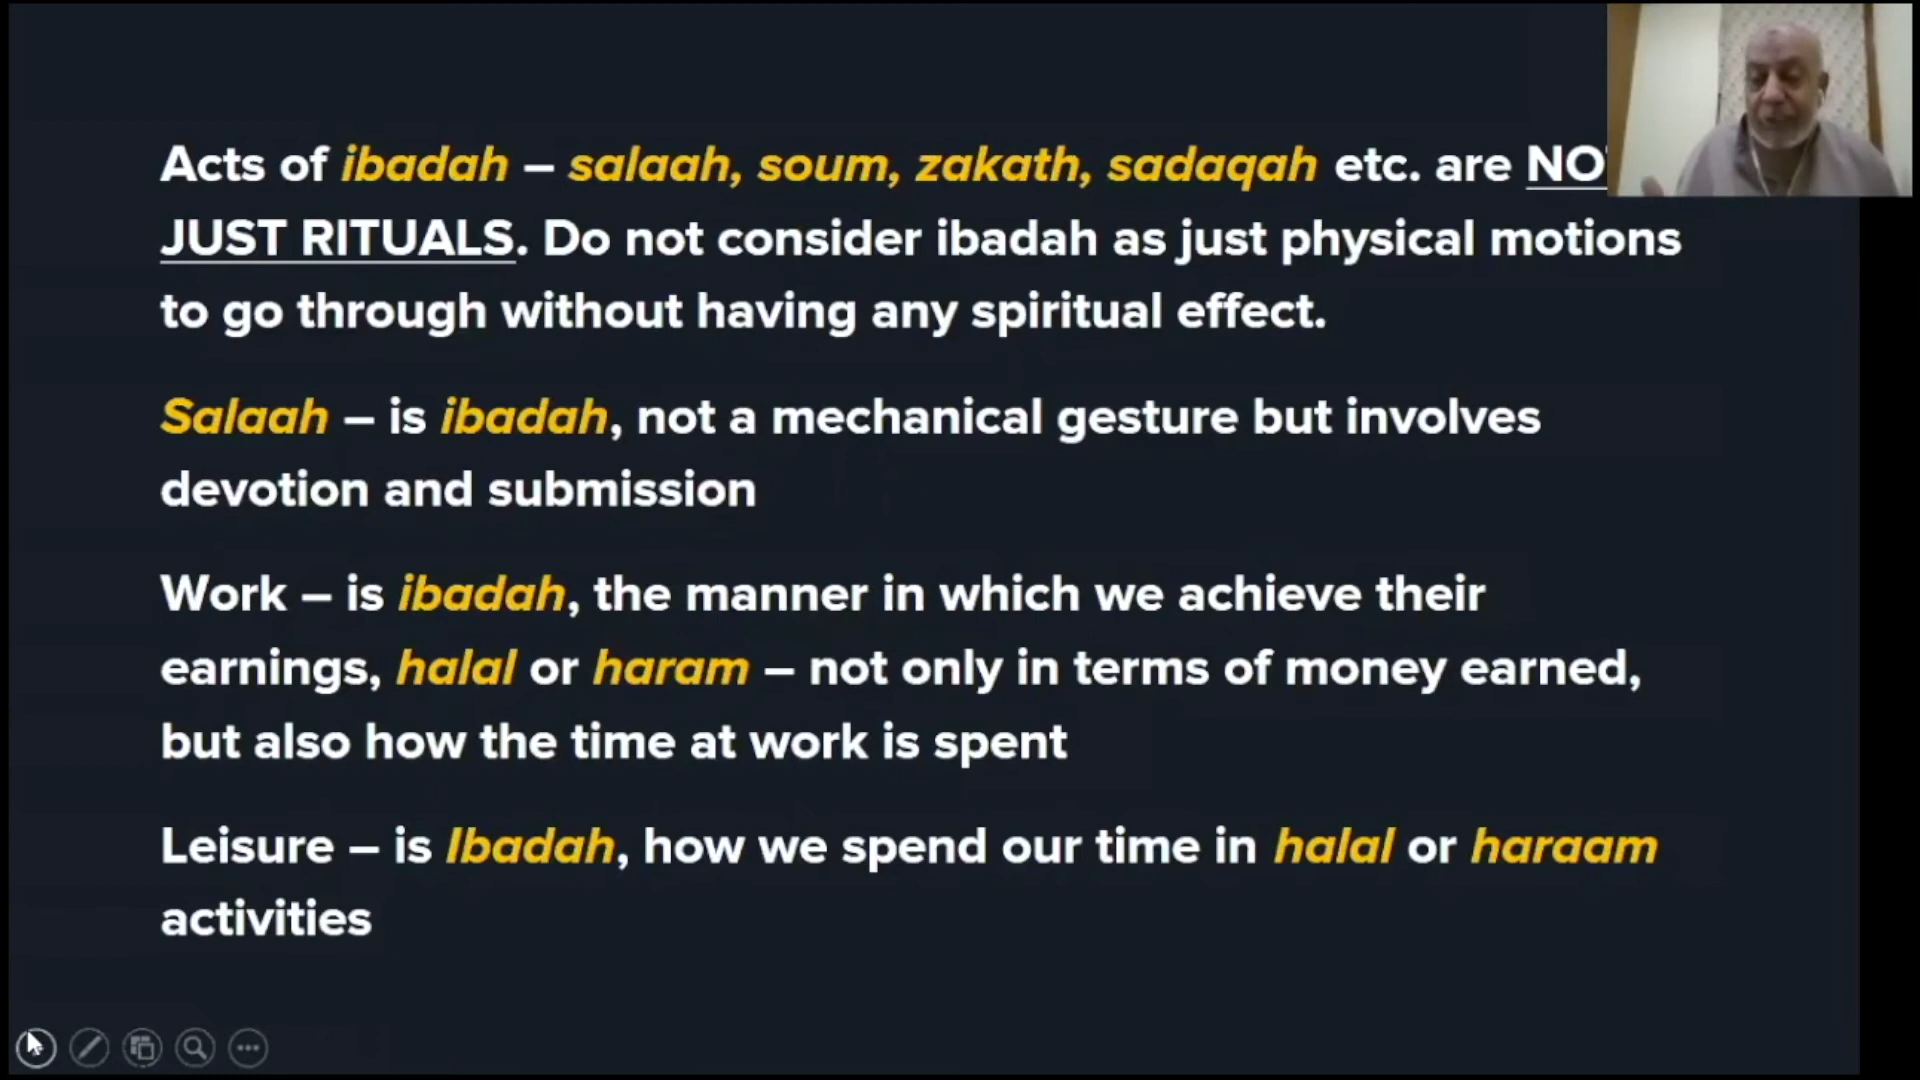 Acts of ibadah – salaah, soum, zakath, sadaqah etc. are
JUST RITUALS. Do not consider ibadah as just physical motions
to go through without having any spiritual effect.
Salaah – is ibadah, not a mechanical gesture but involves
devotion and submission
Work – is ibadah, the manner in which we achieve their
earnings, halal or haram – not only in terms of money earned,
but also how the time at work is spent
Leisure – is Ibadah, how we spend our time in halal or haraam
activities